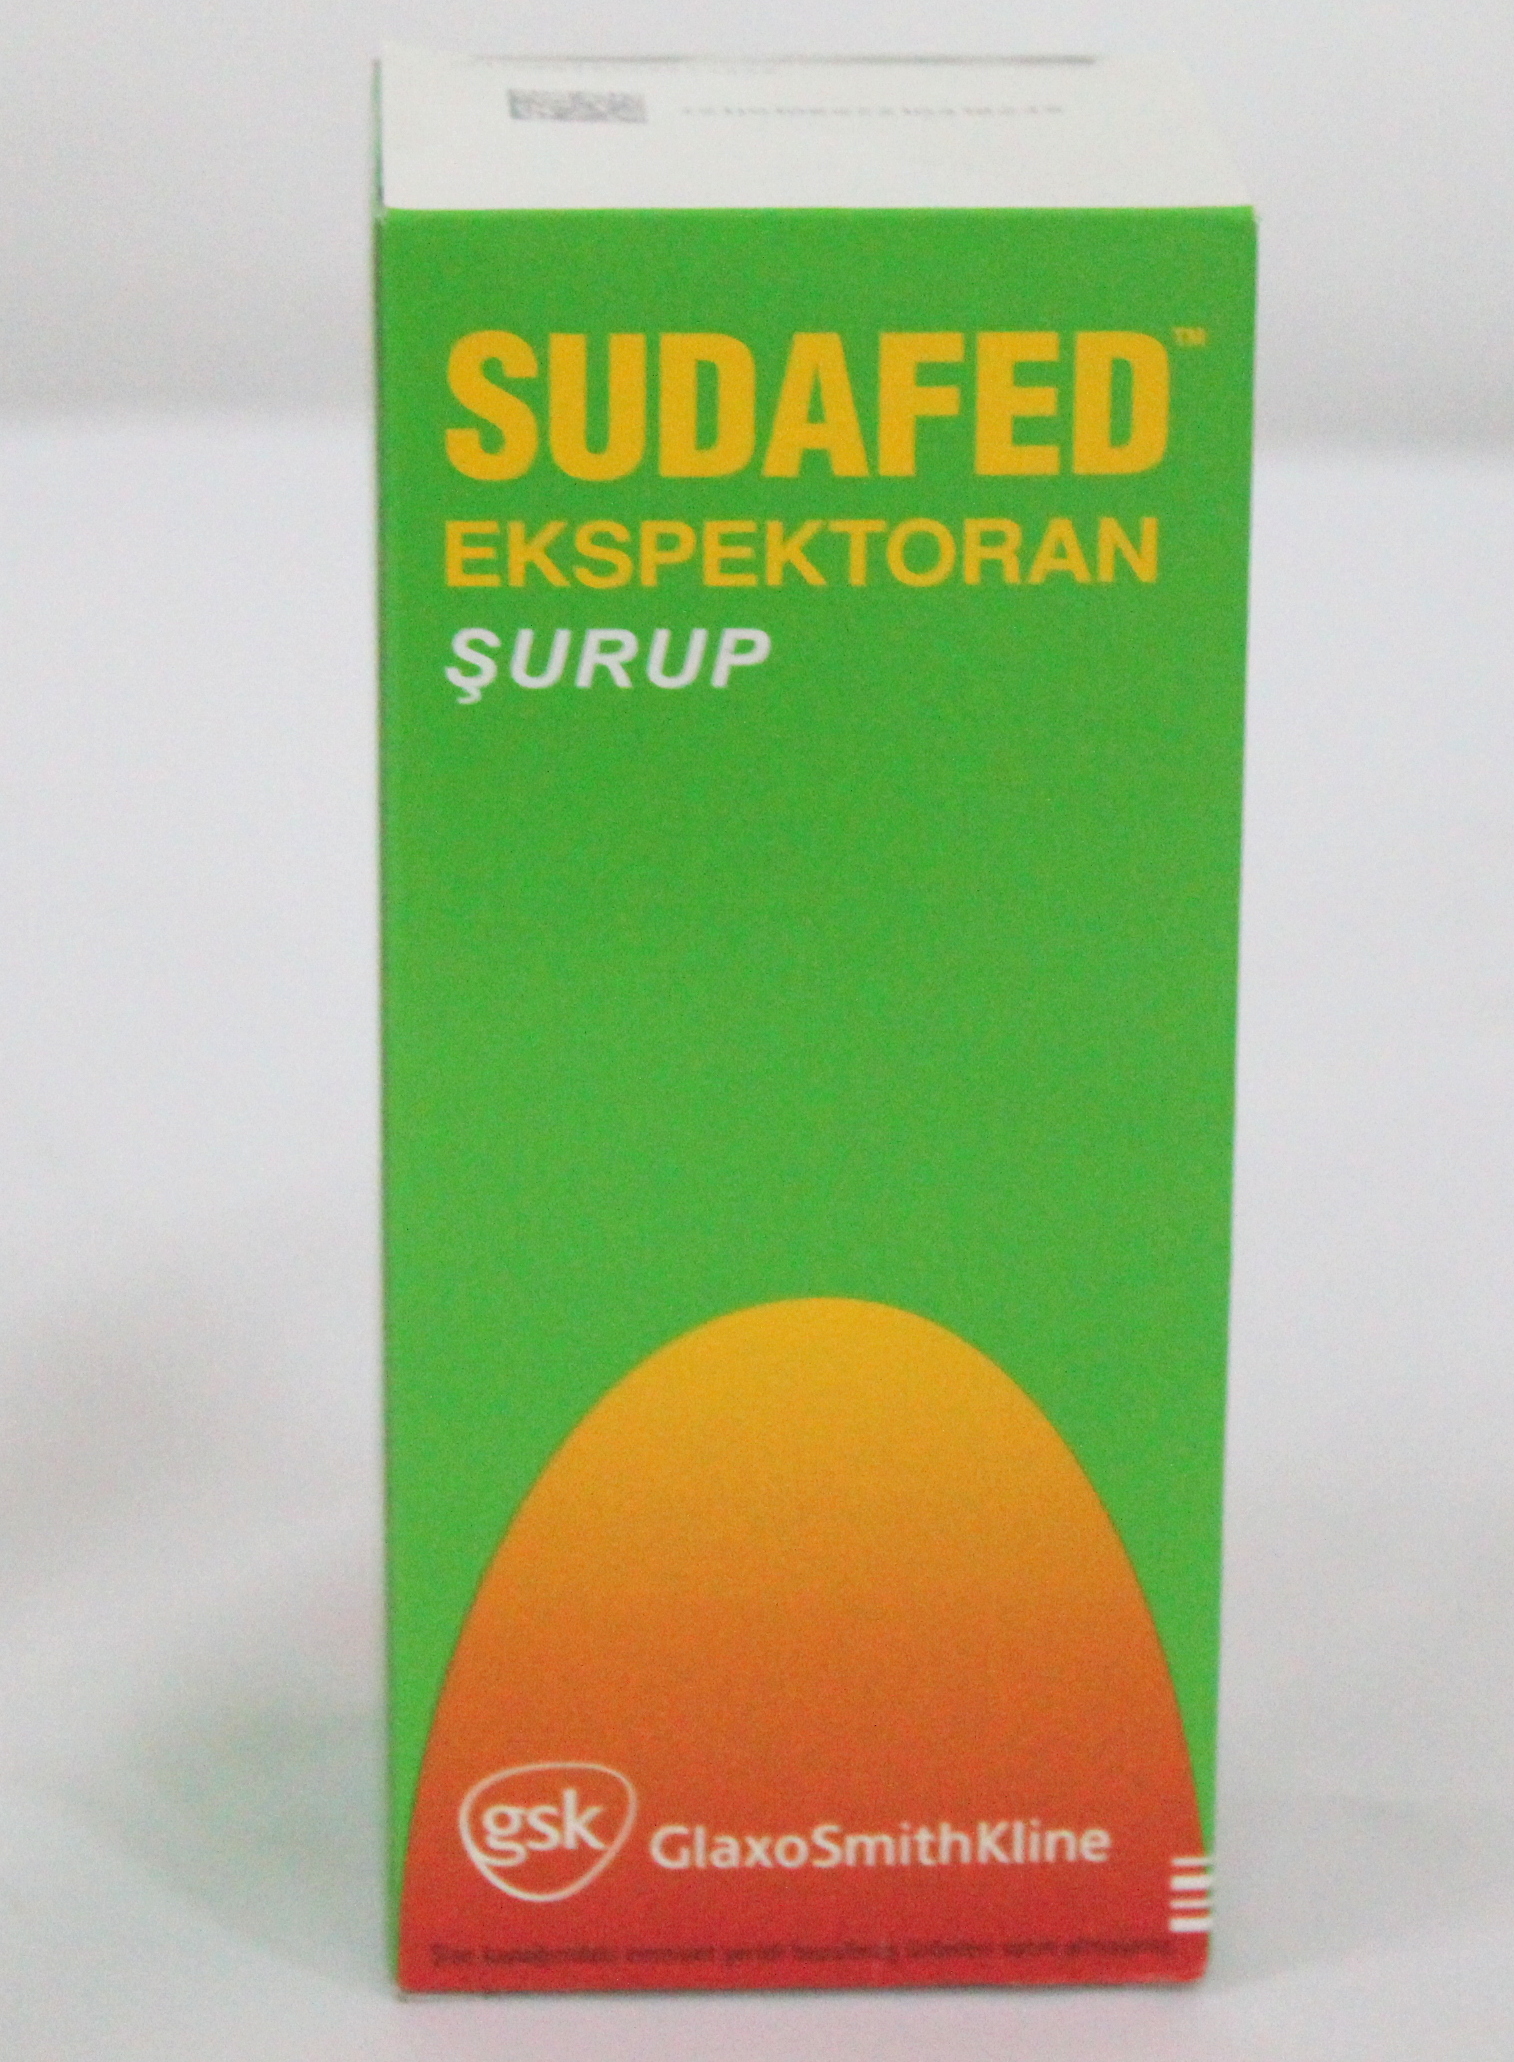 SUDAFED™
EKSPEKTORAN
ŞURUP
gsk GlaxoSmithKline